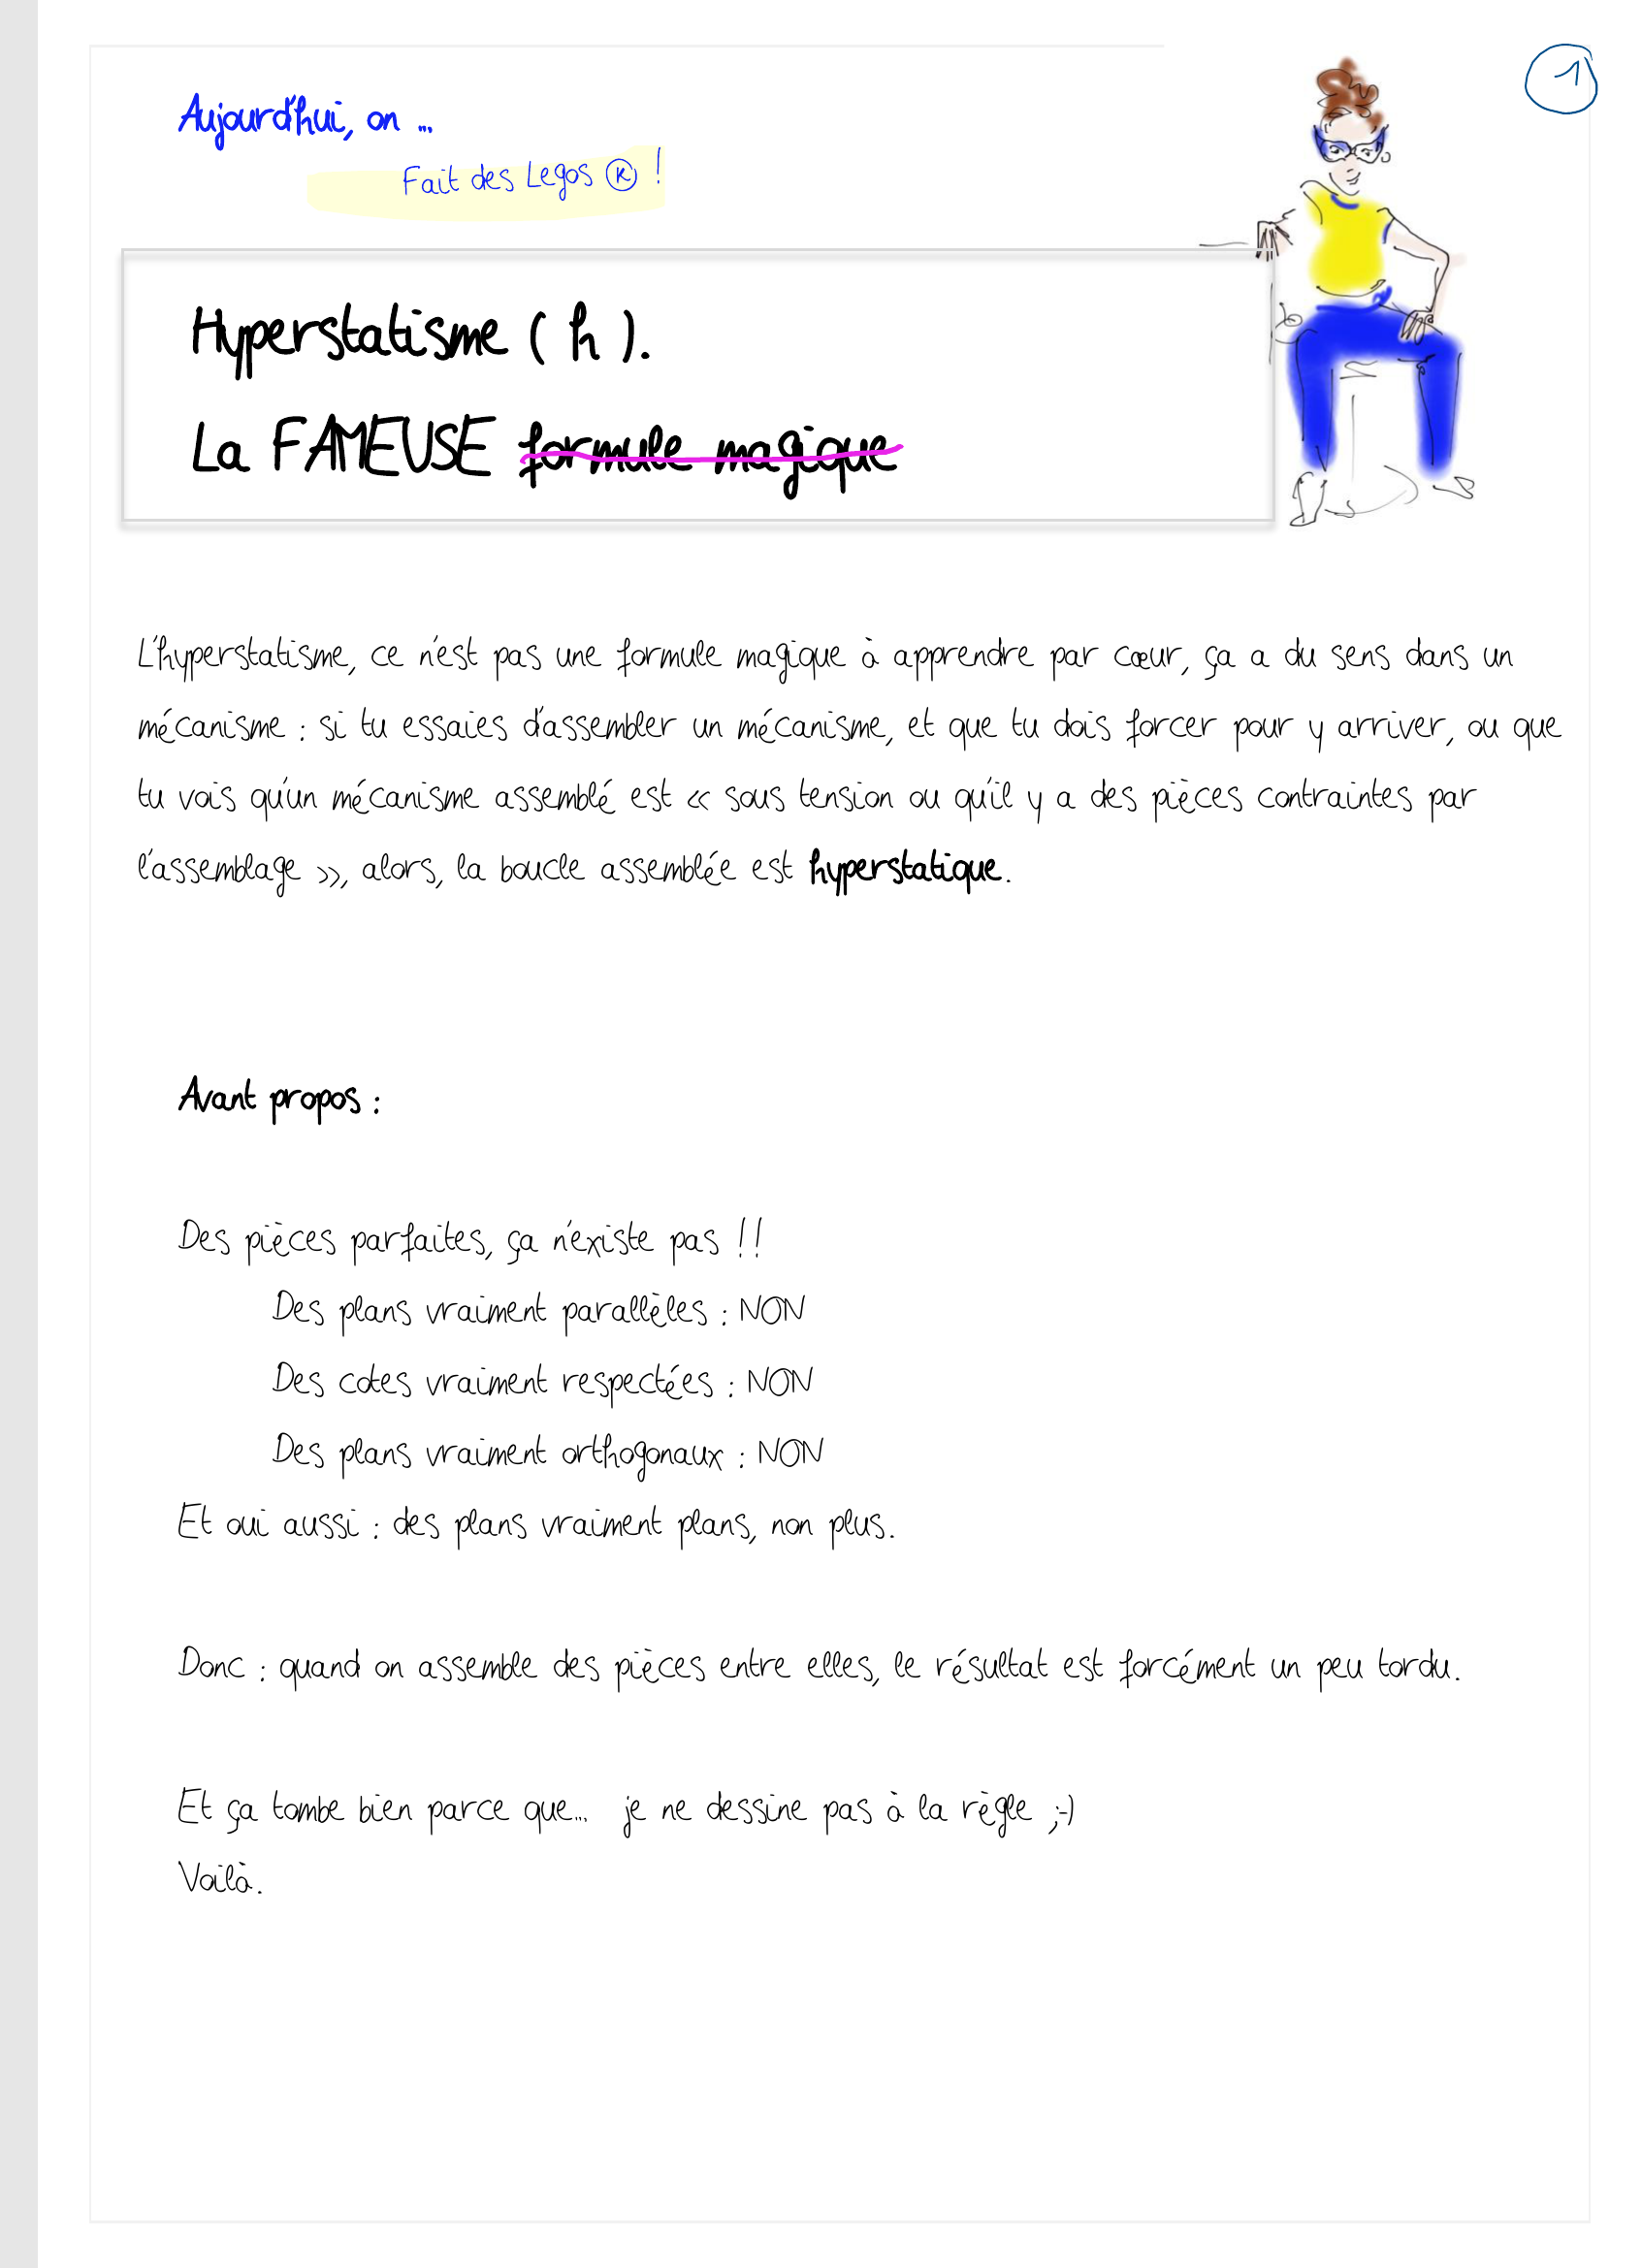 1
Aujourd'hui, on ...
Fait des Legos ® !
Hyperstatisme ( h ).
La FAMEUSE formule magique
L'hyperstatisme, ce n'est pas une formule magique à apprendre par cœur, ça a du sens dans un
mécanisme : si tu essaies d'assembler un mécanisme, et que tu dois forcer pour y arriver, ou que
tu vois qu'un mécanisme assemblé est « sous tension ou qu'il y a des pièces contraintes par
l'assemblage », alors, la boucle assemblée est hyperstatique.
Avant propos :
Des pièces parfaites, ça n'existe pas !!
Des plans vraiment parallèles : NON
Des cotes vraiment respectées : NON
Des plans vraiment orthogonaux : NON
Et oui aussi : des plans vraiment plans, non plus.
Donc : quand on assemble des pièces entre elles, le résultat est forcément un peu tordu.
Et ça tombe bien parce que... je ne dessine pas à la règle ;-)
Voilà.